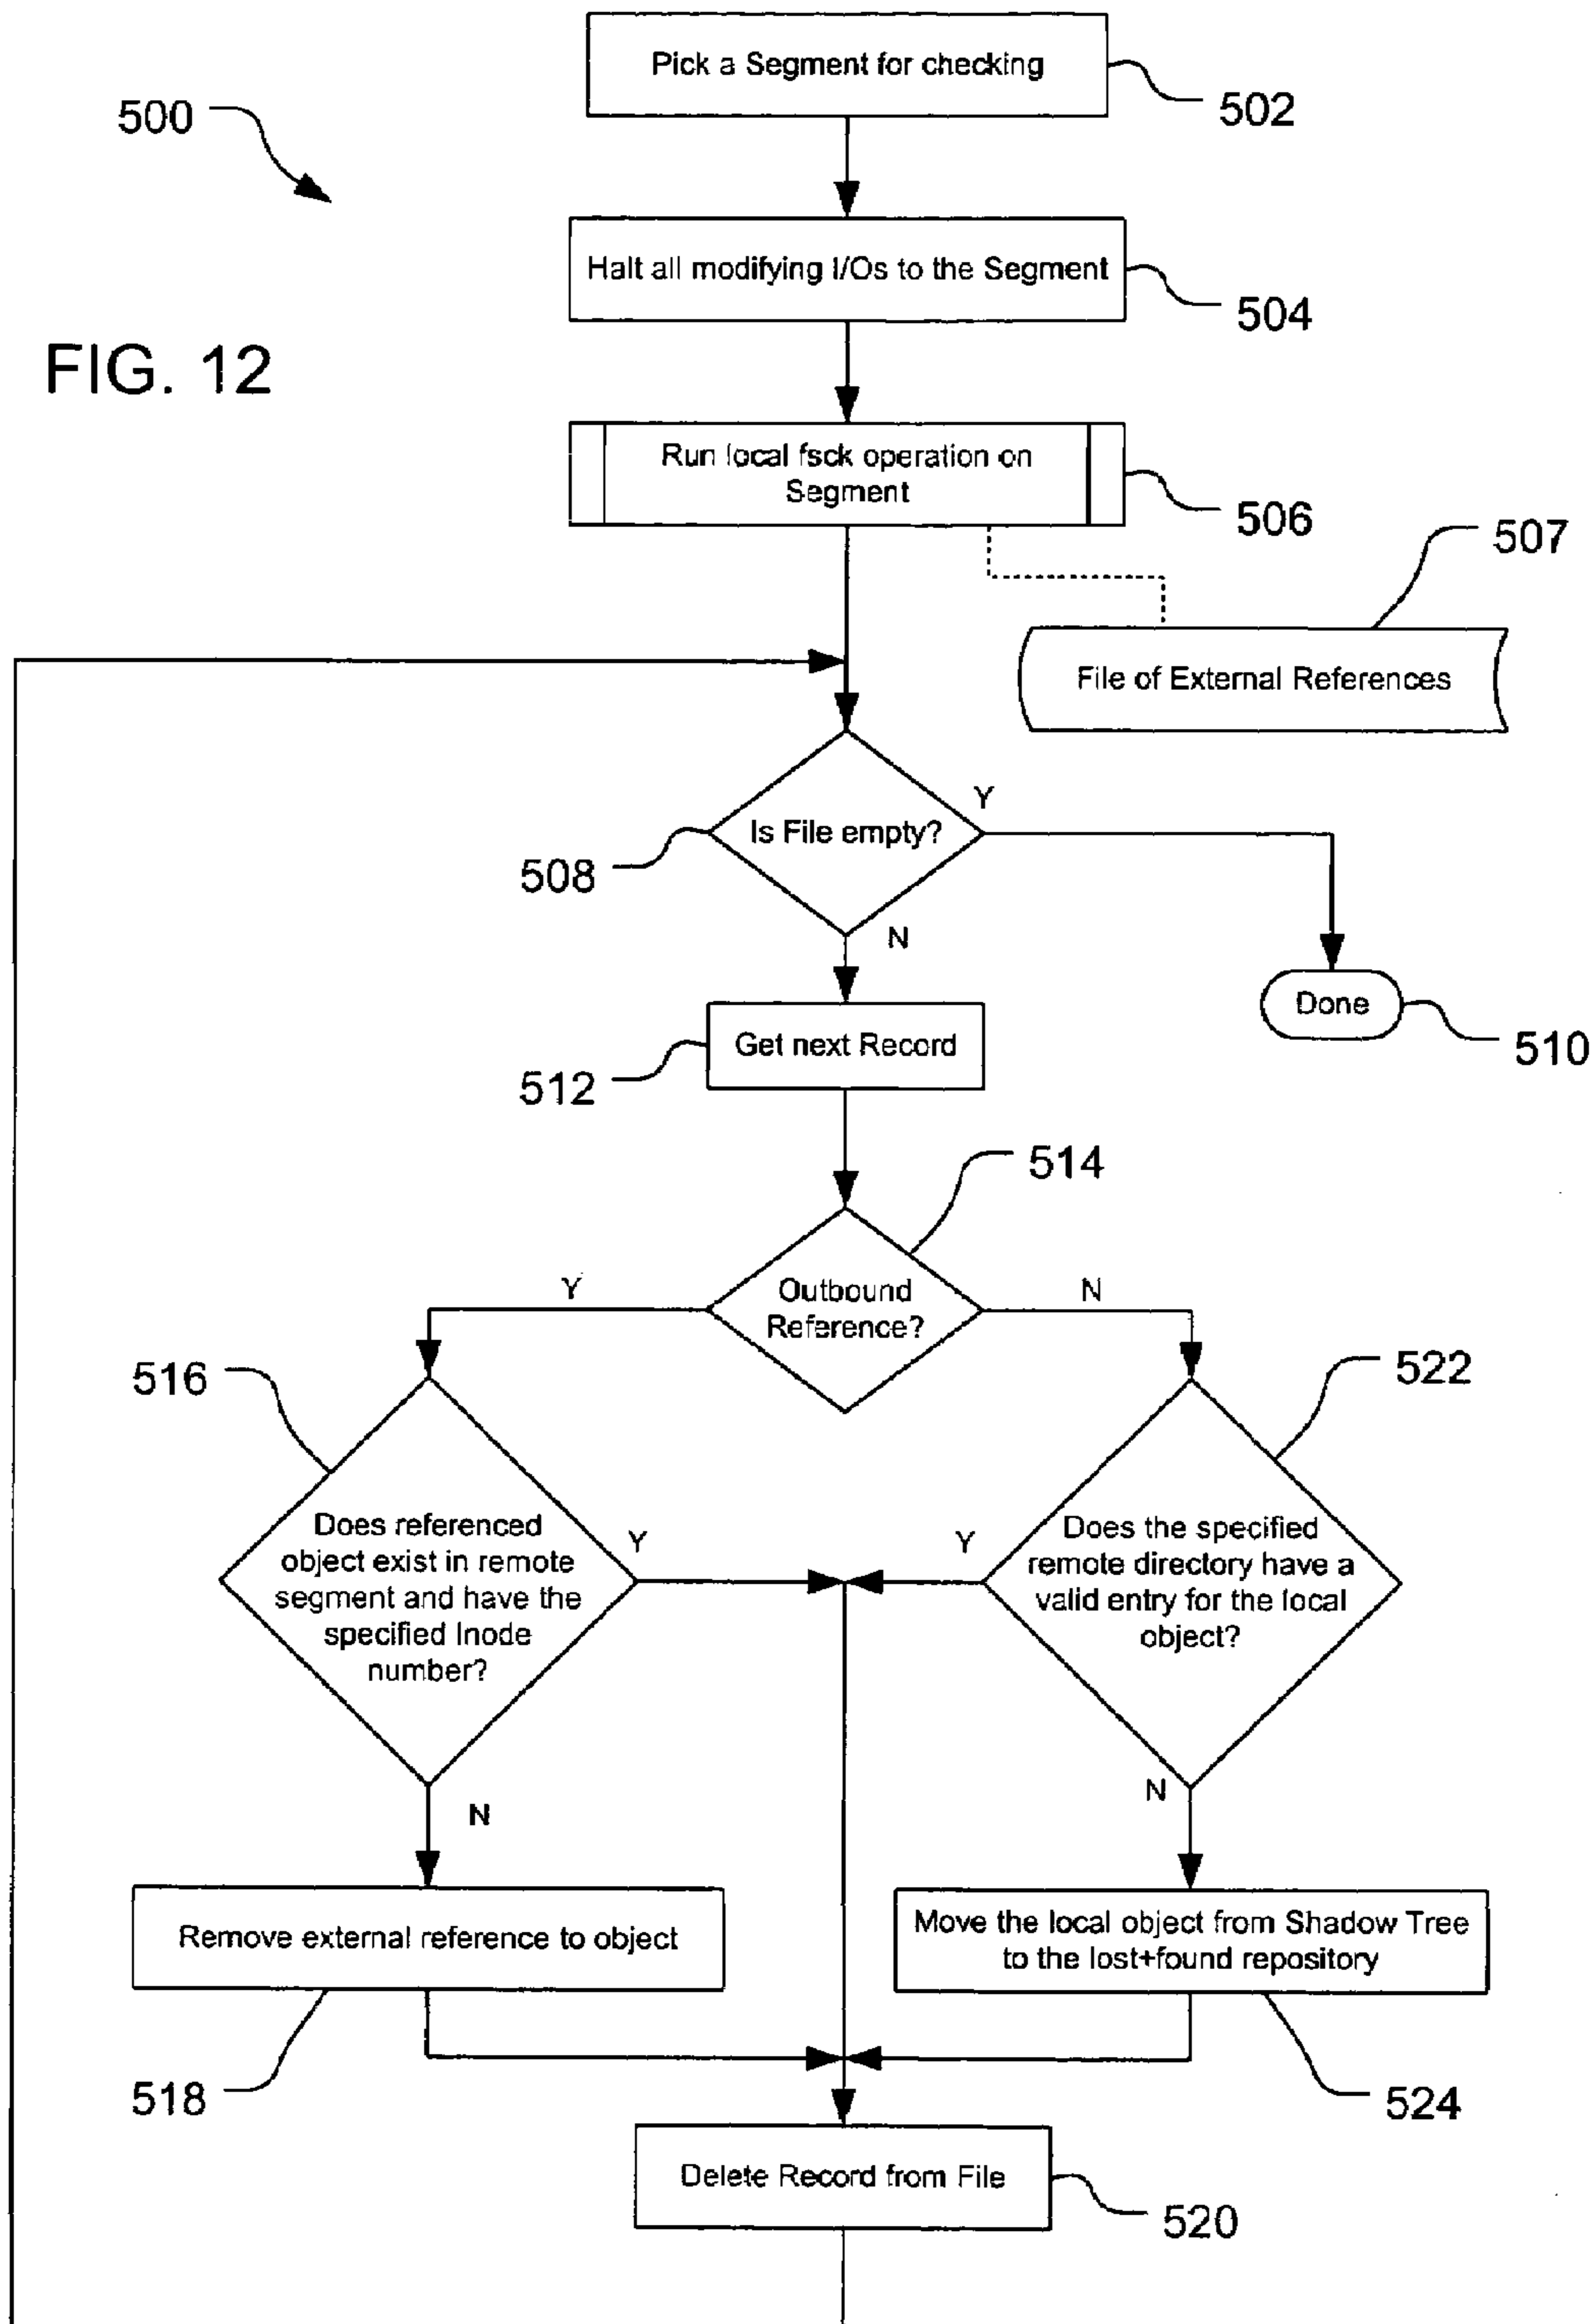 Pick a Segment for checking
502
500
Halt all modifying I/Os to the Segment
504
FIG. 12
Run local fsck operation on
Segment
506
507
File of External References
Is File empty?
Y
508
N
Done
510
Get next Record
512
514
Outbound
Reference?
Y
N
516
522
Does referenced
object exist in remote
segment and have the
specified Inode
number?
Y
Does the specified
remote directory have a
valid entry for the local
object?
Y
N
N
Remove external reference to object
518
Move the local object from Shadow Tree
to the lost+found repository
524
Delete Record from File
520